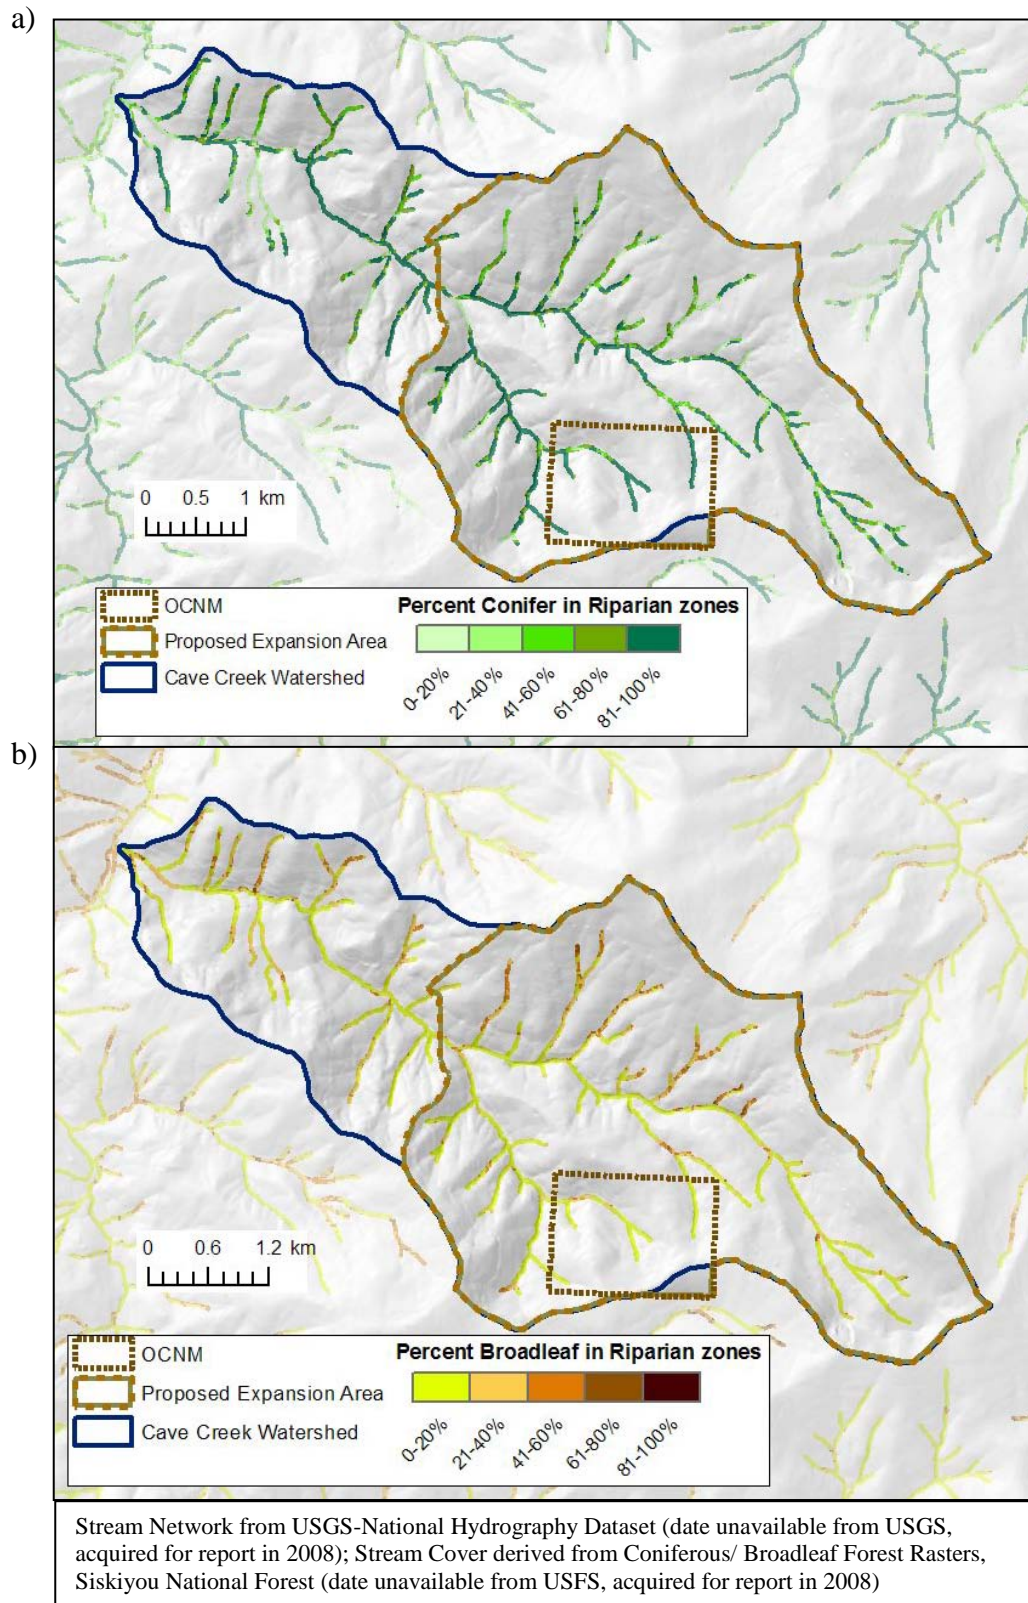 a)
0 0.5 1 km
OCNM
Proposed Expansion Area
Cave Creek Watershed
Percent Conifer in Riparian zones
0-20%
21-40%
41-60%
61-80%
81-100%
b)
0 0.6 1.2 km
OCNM
Proposed Expansion Area
Cave Creek Watershed
Percent Broadleaf in Riparian zones
0-20%
21-40%
41-60%
61-80%
81-100%
Stream Network from USGS-National Hydrography Dataset (date unavailable from USGS,
acquired for report in 2008); Stream Cover derived from Coniferous/ Broadleaf Forest Rasters,
Siskiyou National Forest (date unavailable from USFS, acquired for report in 2008)